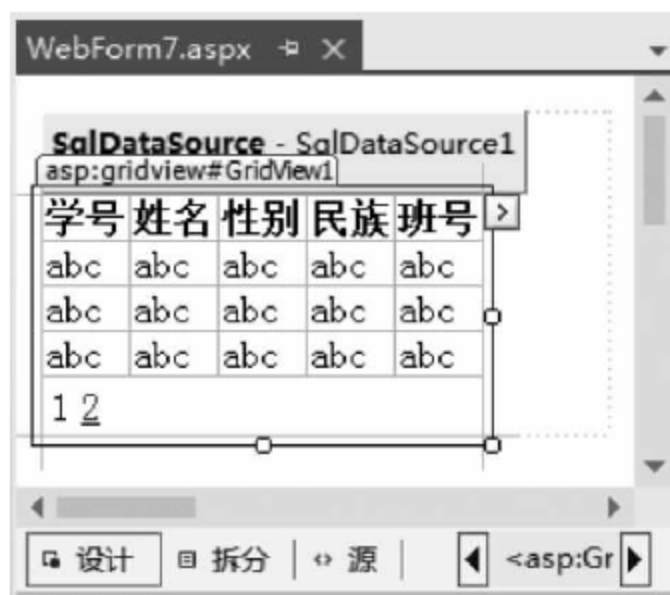 WebForm7.aspx
SqlDataSource - SqlDataSource1
asp:gridview#GridView1
学号 姓名 性别 民族 班号
abc abc abc abc abc
abc abc abc abc abc
abc abc abc abc abc
1 2
设计 拆分 源 <asp:Gr